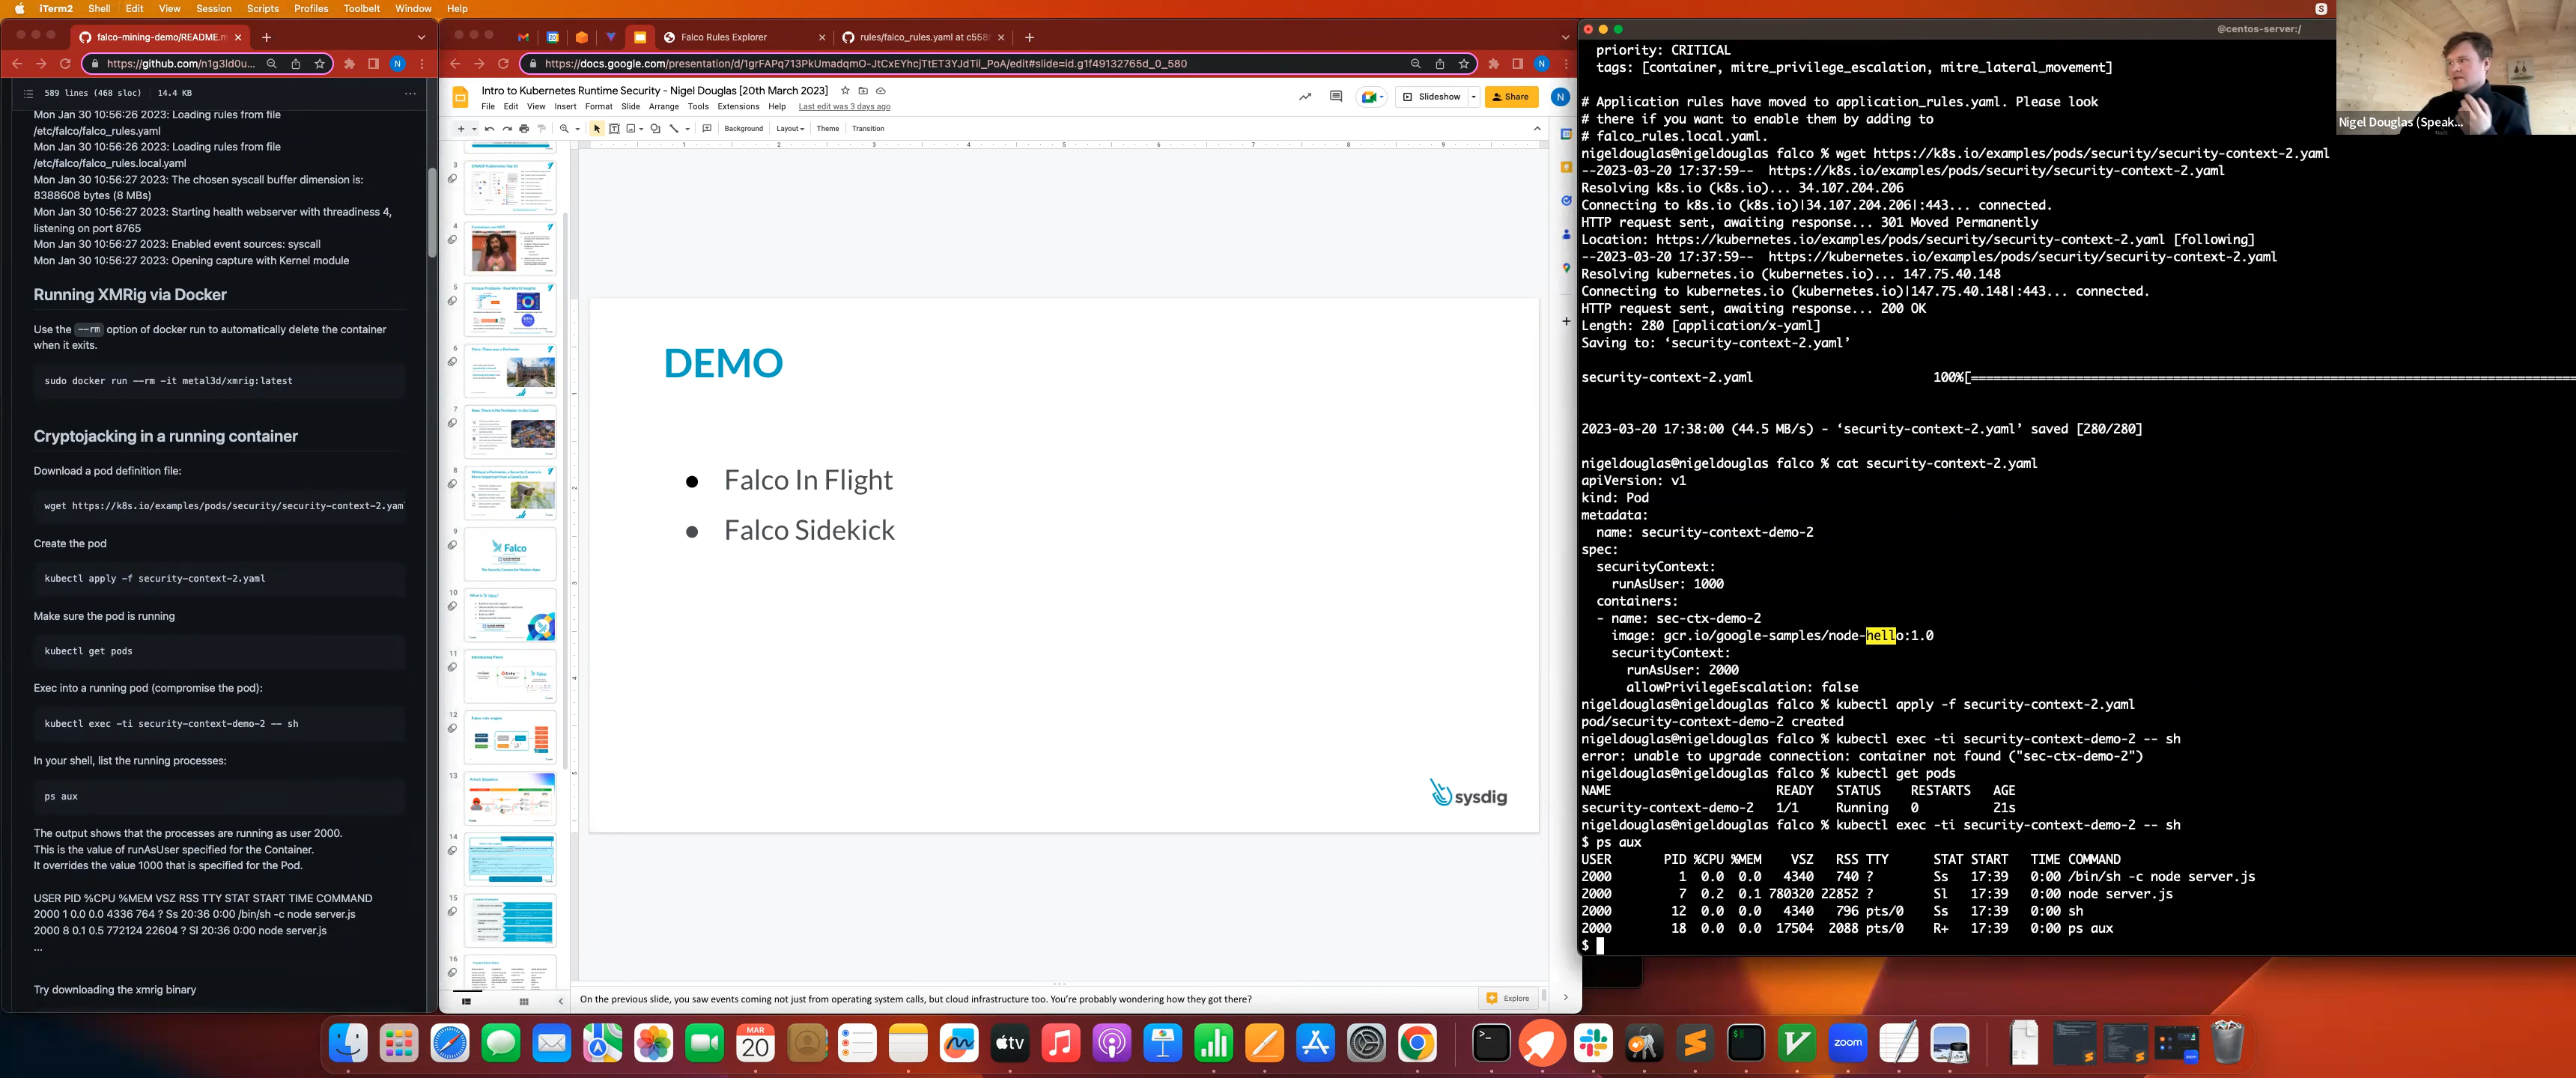 iTerm2 Shell Edit View Session Scripts Profiles Toolbelt Window Help
falco-mining-demo/README.m
https://github.com/n1g3ld0u...
589 lines (468 sloc) 14.4 KB
Mon Jan 30 10:56:26 2023: Loading rules from file
/etc/falco/falco_rules.yaml
Mon Jan 30 10:56:26 2023: Loading rules from file
/etc/falco/falco_rules.local.yaml
Mon Jan 30 10:56:27 2023: The chosen syscall buffer dimension is:
8388608 bytes (8 MBs)
Mon Jan 30 10:56:27 2023: Starting health webserver with threadiness 4,
listening on port 8765
Mon Jan 30 10:56:27 2023: Enabled event sources: syscall
Mon Jan 30 10:56:27 2023: Opening capture with Kernel module
Running XMRig via Docker
Use the --rm option of docker run to automatically delete the container
when it exits.
sudo docker run --rm -it metal3d/xmrig:latest
Cryptojacking in a running container
Download a pod definition file:
wget https://k8s.io/examples/pods/security/security-context-2.yam
Create the pod
kubectl apply -f security-context-2.yaml
Make sure the pod is running
kubectl get pods
Exec into a running pod (compromise the pod):
kubectl exec -ti security-context-demo-2 -- sh
In your shell, list the running processes:
ps aux
The output shows that the processes are running as user 2000.
This is the value of runAsUser specified for the Container.
It overrides the value 1000 that is specified for the Pod.
USER PID %CPU %MEM VSZ RSS TTY STAT START TIME COMMAND
2000 1 0.0 0.0 4336 764 ? Ss 20:36 0:00 /bin/sh -c node server.js
2000 8 0.1 0.5 772124 22604 ? Sl 20:36 0:00 node server.js
...
Try downloading the xmrig binary
Falco Rules Explorer
rules/falco_rules.yaml at c558f
https://docs.google.com/presentation/d/1grFAPq713PkUmadqmO-JtCxEYhcjTtET3YJdTil_PoA/edit#slide=id.g1f49132765d_0_580
Intro to Kubernetes Runtime Security - Nigel Douglas [20th March 2023]
File Edit View Insert Format Slide Arrange Tools Extensions Help Last edit was 3 days ago
Slideshow
Share
Background Layout Theme Transition
3
4
5
6
7
8
9
Falco
10
11
12
13
14
15
16
DEMO
● Falco In Flight
● Falco Sidekick
sysdig
On the previous slide, you saw events coming not just from operating system calls, but cloud infrastructure too. You're probably wondering how they got there?
Explore
@centos-server:/
priority: CRITICAL
tags: [container, mitre_privilege_escalation, mitre_lateral_movement]
# Application rules have moved to application_rules.yaml. Please look
# there if you want to enable them by adding to
# falco_rules.local.yaml.
nigeldouglas@nigeldouglas falco % wget https://k8s.io/examples/pods/security/security-context-2.yaml
--2023-03-20 17:37:59--  https://k8s.io/examples/pods/security/security-context-2.yaml
Resolving k8s.io (k8s.io)... 34.107.204.206
Connecting to k8s.io (k8s.io)|34.107.204.206|:443... connected.
HTTP request sent, awaiting response... 301 Moved Permanently
Location: https://kubernetes.io/examples/pods/security/security-context-2.yaml [following]
--2023-03-20 17:37:59--  https://kubernetes.io/examples/pods/security/security-context-2.yaml
Resolving kubernetes.io (kubernetes.io)... 147.75.40.148
Connecting to kubernetes.io (kubernetes.io)|147.75.40.148|:443... connected.
HTTP request sent, awaiting response... 200 OK
Length: 280 [application/x-yaml]
Saving to: ‘security-context-2.yaml’
security-context-2.yaml 100%[==============================
2023-03-20 17:38:00 (44.5 MB/s) - ‘security-context-2.yaml’ saved [280/280]
nigeldouglas@nigeldouglas falco % cat security-context-2.yaml
apiVersion: v1
kind: Pod
metadata:
name: security-context-demo-2
spec:
securityContext:
runAsUser: 1000
containers:
- name: sec-ctx-demo-2
image: gcr.io/google-samples/node-hello:1.0
securityContext:
runAsUser: 2000
allowPrivilegeEscalation: false
nigeldouglas@nigeldouglas falco % kubectl apply -f security-context-2.yaml
pod/security-context-demo-2 created
nigeldouglas@nigeldouglas falco % kubectl exec -ti security-context-demo-2 -- sh
error: unable to upgrade connection: container not found ("sec-ctx-demo-2")
nigeldouglas@nigeldouglas falco % kubectl get pods
NAME READY STATUS RESTARTS AGE
security-context-demo-2 1/1 Running 0 21s
nigeldouglas@nigeldouglas falco % kubectl exec -ti security-context-demo-2 -- sh
$ ps aux
USER PID %CPU %MEM VSZ RSS TTY STAT START TIME COMMAND
2000 1 0.0 0.0 4340 740 ? Ss 17:39 0:00 /bin/sh -c node server.js
2000 7 0.2 0.1 780320 22852 ? Sl 17:39 0:00 node server.js
2000 12 0.0 0.0 4340 796 pts/0 Ss 17:39 0:00 sh
2000 18 0.0 0.0 17504 2088 pts/0 R+ 17:39 0:00 ps aux
$
Nigel Douglas (Speak...
MAR
20
tv
zoom